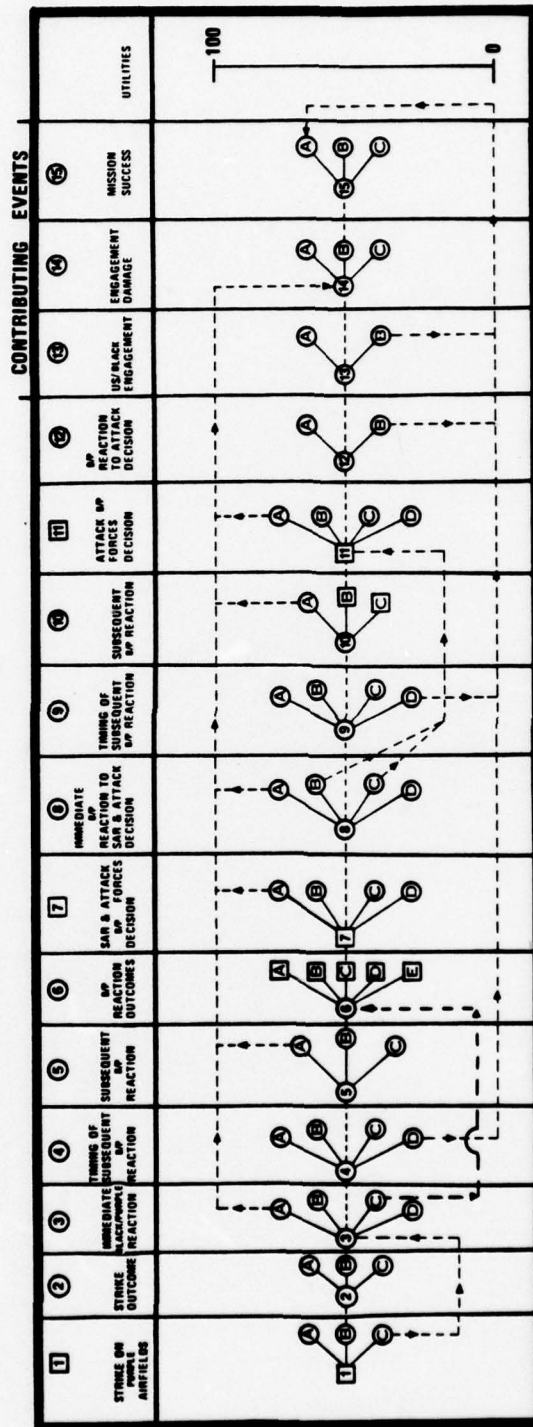 CONTRIBUTING EVENTS
1
STRIKE ON
PURPLE
AIRFIELDS
2
STRIKE
OUTCOME
3
IMMEDIATE
BLACK/PURPLE
REACTION
4
TIMING OF
SUBSEQUENT
B/P
REACTION
5
SUBSEQUENT
B/P
REACTION
6
B/P
REACTION
OUTCOMES
7
SAR & ATTACK
B/P FORCES
DECISION
8
IMMEDIATE
B/P
REACTION TO
SAR & ATTACK
DECISION
9
TIMING OF
SUBSEQUENT
B/P REACTION
10
SUBSEQUENT
B/P REACTION
11
ATTACK B/P
FORCES
DECISION
12
B/P
REACTION
TO ATTACK
DECISION
13
US/BLACK
ENGAGEMENT
14
ENGAGEMENT
DAMAGE
15
MISSION
SUCCESS
UTILITIES
1
A
B
C
2
A
B
C
3
A
B
C
D
4
A
B
C
D
5
A
B
C
6
A
B
C
D
E
7
A
B
C
D
8
A
B
C
D
9
A
B
C
D
10
A
B
C
11
A
B
C
D
12
A
B
13
A
B
14
A
B
C
15
A
B
C
100
0